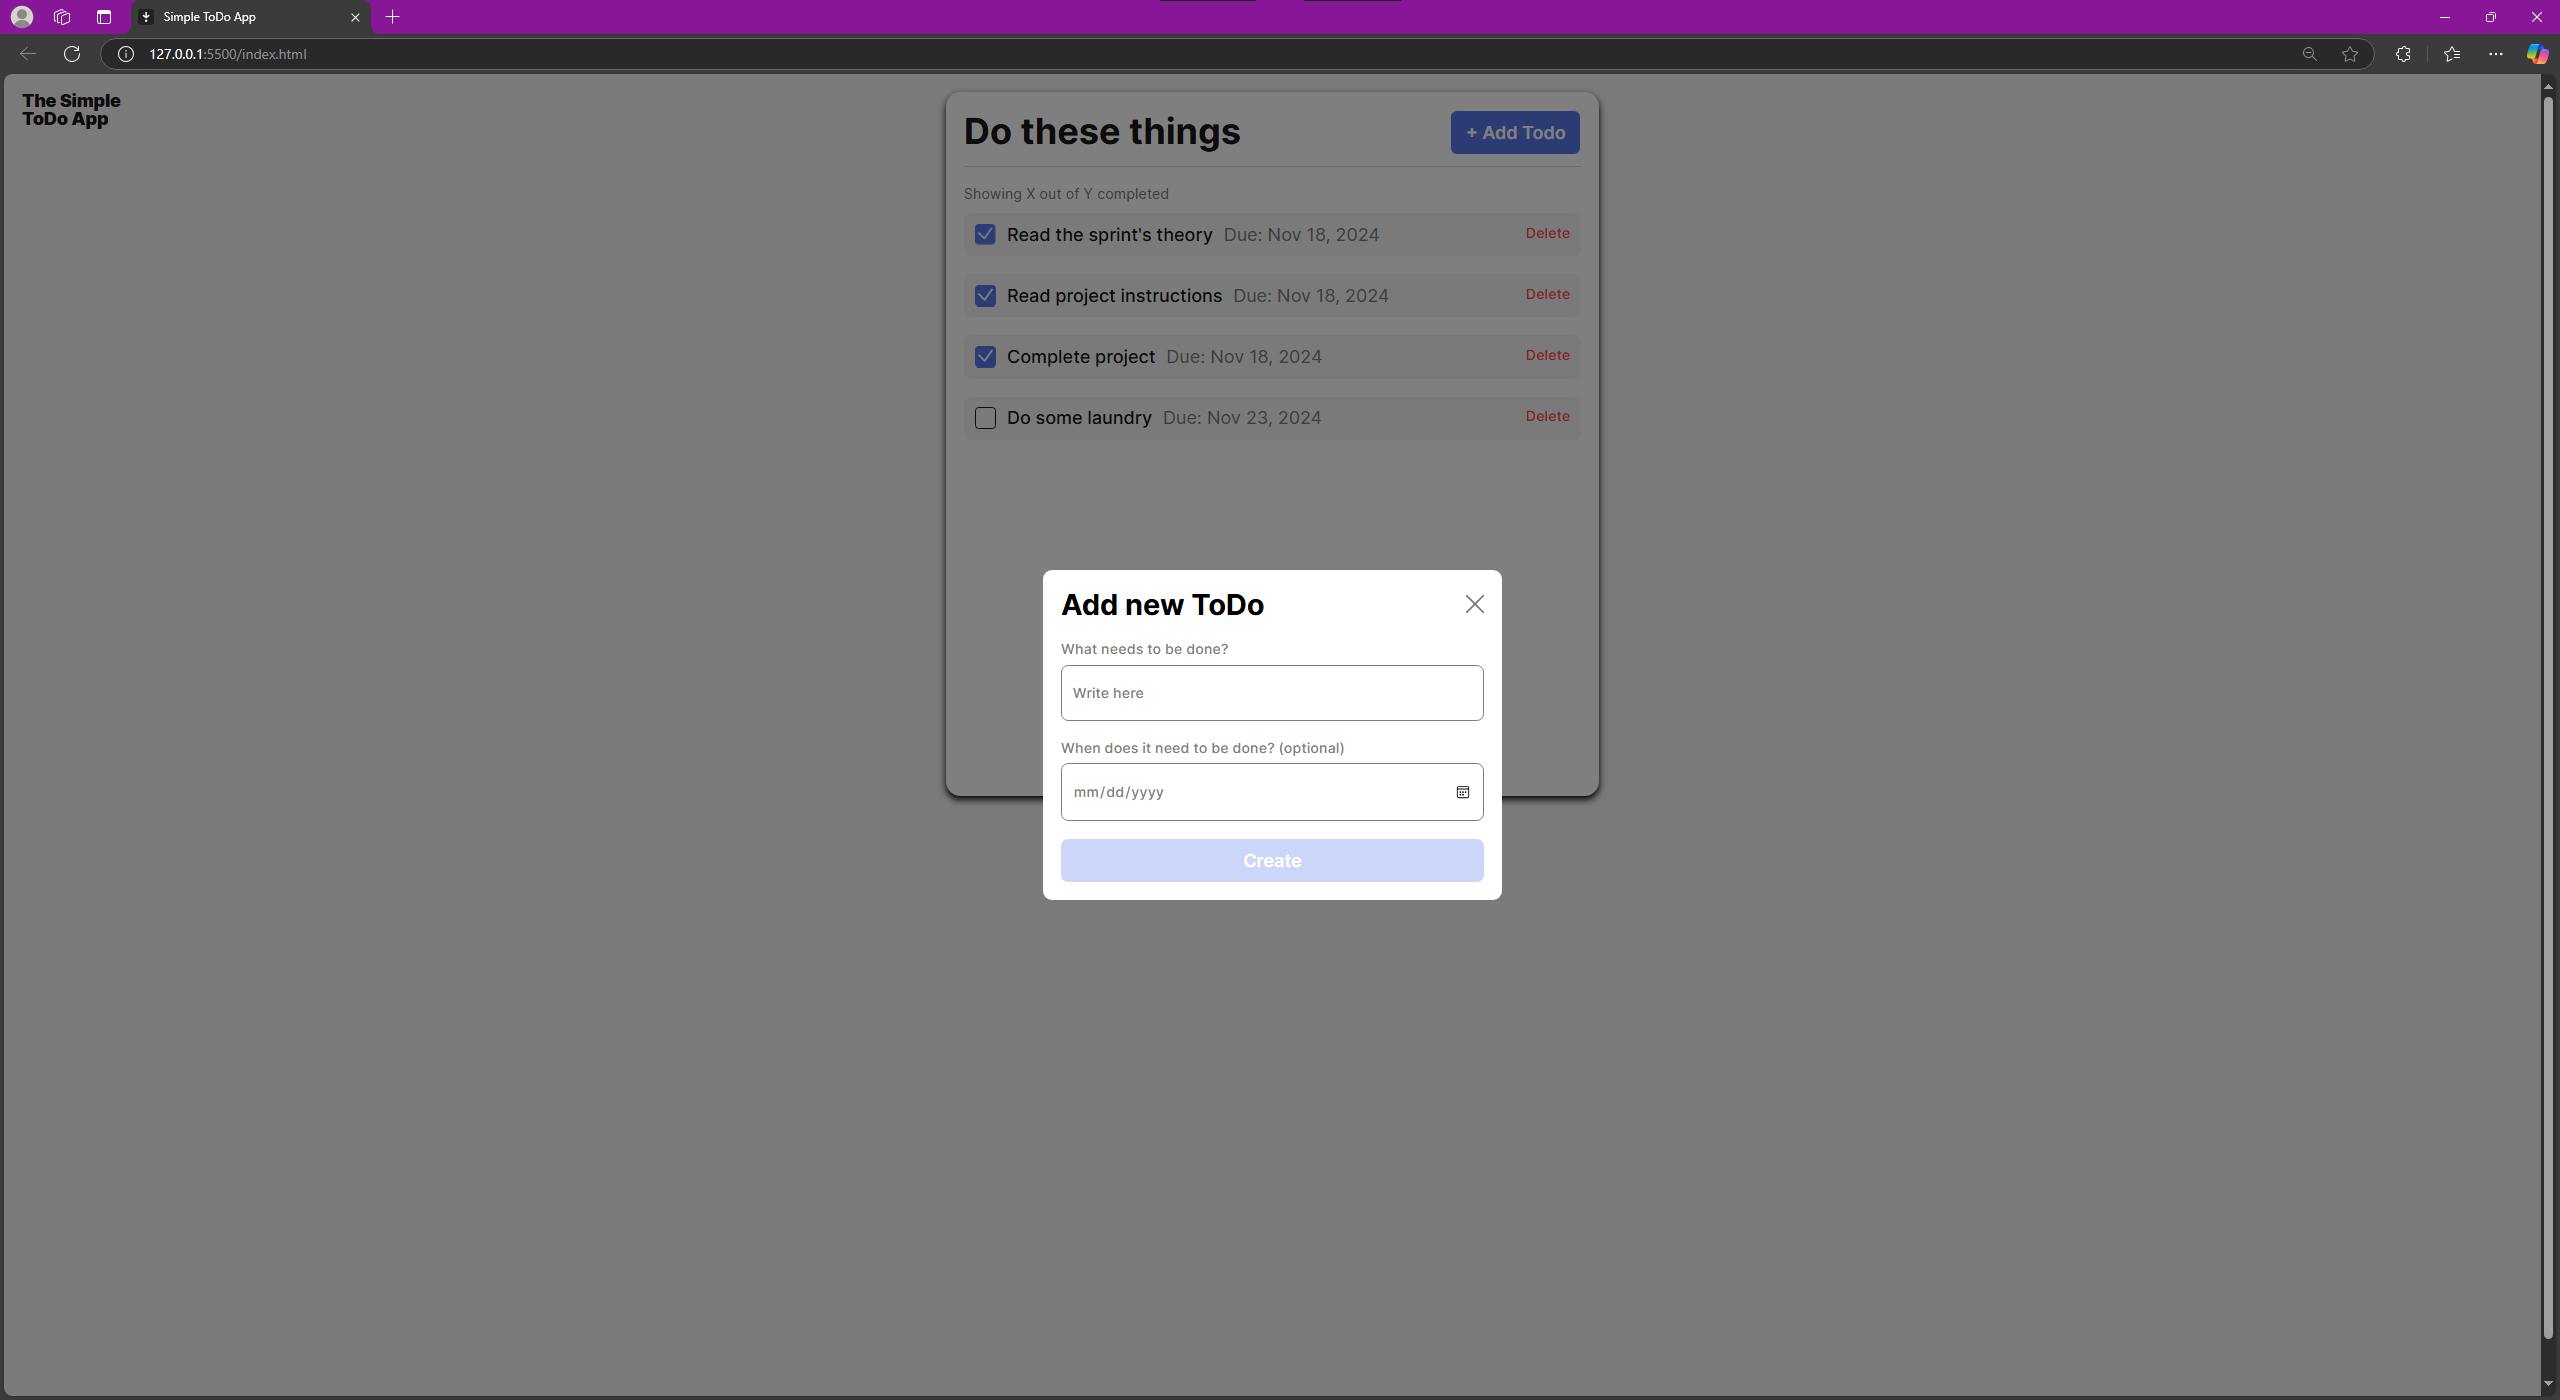 Simple ToDo App
127.0.0.1:5500/index.html
The Simple
ToDo App
Do these things
+ Add Todo
Showing X out of Y completed
Read the sprint's theory Due: Nov 18, 2024 Delete
Read project instructions Due: Nov 18, 2024 Delete
Complete project Due: Nov 18, 2024 Delete
Do some laundry Due: Nov 23, 2024 Delete
Add new ToDo
What needs to be done?
Write here
When does it need to be done? (optional)
mm/dd/yyyy
Create